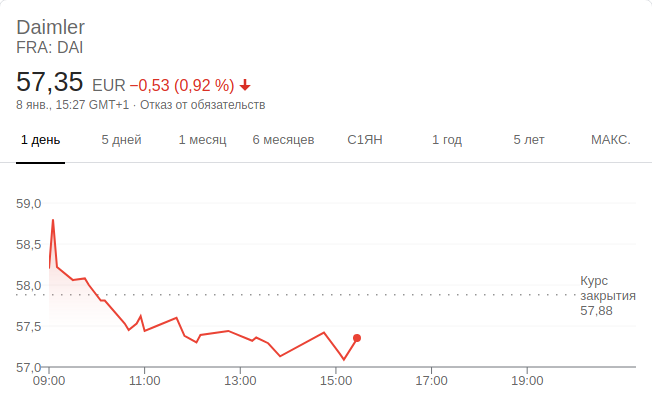 Daimler
FRA: DAI
57,35 EUR −0,53 (0,92 %)
8 янв., 15:27 GMT+1 · Отказ от обязательств
1 день 5 дней 1 месяц 6 месяцев С1ЯН 1 год 5 лет МАКС.
59,0
58,5
58,0
57,5
57,0
Курс
закрытия
57,88
09:00 11:00 13:00 15:00 17:00 19:00